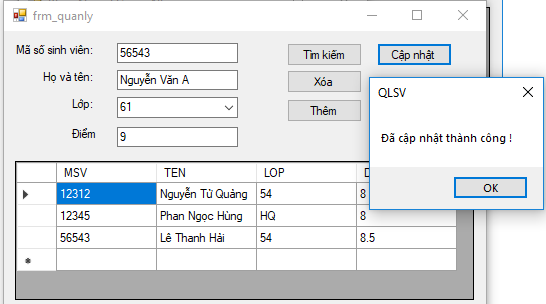 frm_quanly
Mã số sinh viên: 56543 Tìm kiếm Cập nhật
Họ và tên: Nguyễn Văn A Xóa
Lớp: 61 Thêm
Điểm 9
QLSV
Đã cập nhật thành công !
OK
MSV TEN LOP D
12312 Nguyễn Tử Quảng 54 8
12345 Phan Ngọc Hùng HQ 8
56543 Lê Thanh Hải 54 8.5